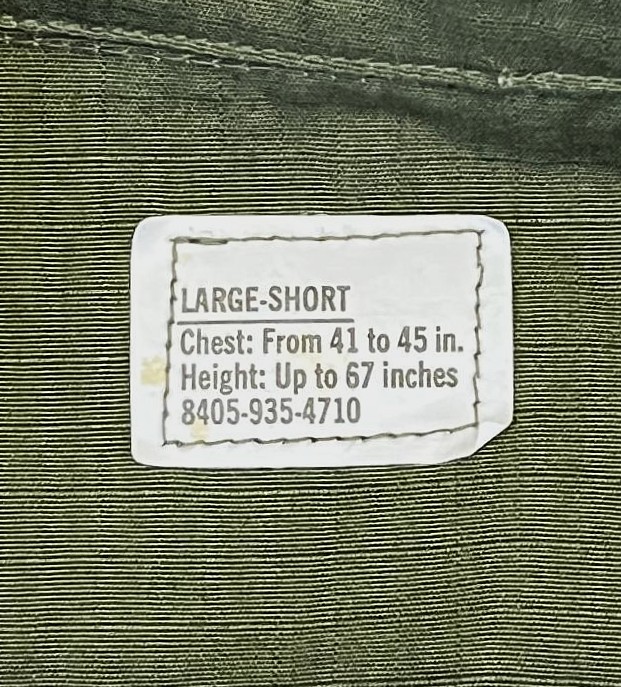 LARGE-SHORT
Chest: From 41 to 45 in.
Height: Up to 67 inches
8405-935-4710